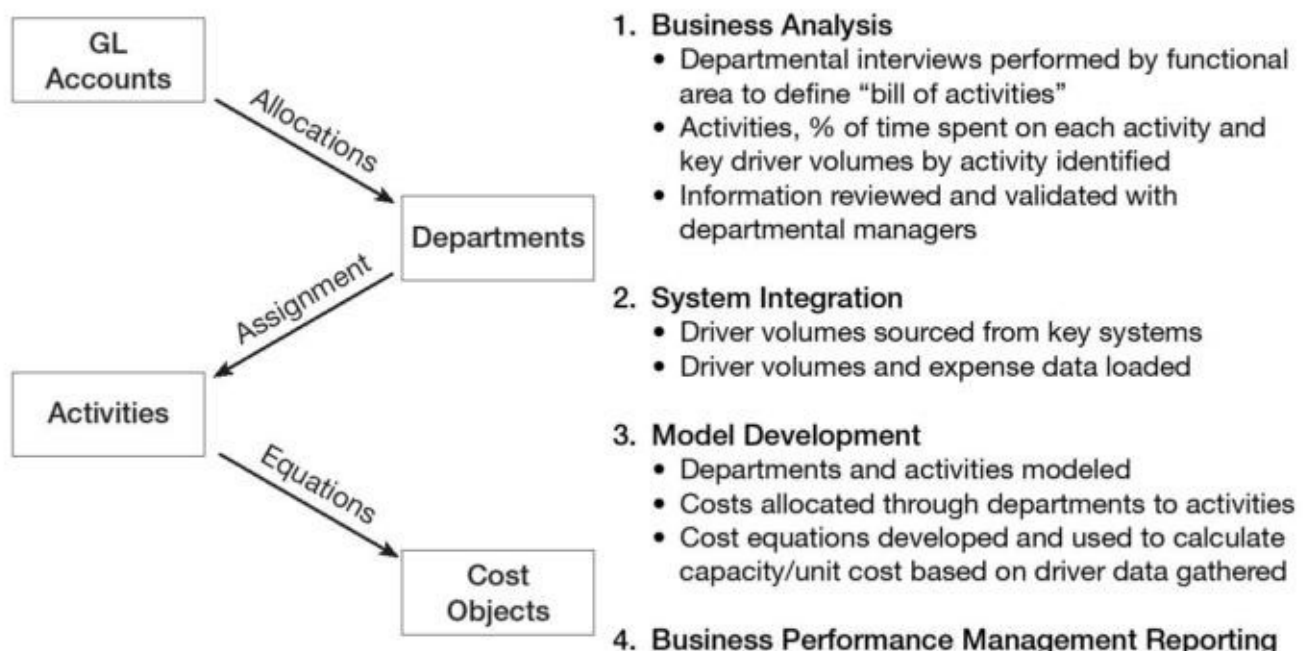 GL
Accounts
Allocations
Departments
Assignment
Activities
Equations
Cost
Objects
1. Business Analysis
• Departmental interviews performed by functional
area to define “bill of activities”
• Activities, % of time spent on each activity and
key driver volumes by activity identified
• Information reviewed and validated with
departmental managers
2. System Integration
• Driver volumes sourced from key systems
• Driver volumes and expense data loaded
3. Model Development
• Departments and activities modeled
• Costs allocated through departments to activities
• Cost equations developed and used to calculate
capacity/unit cost based on driver data gathered
4. Business Performance Management Reporting